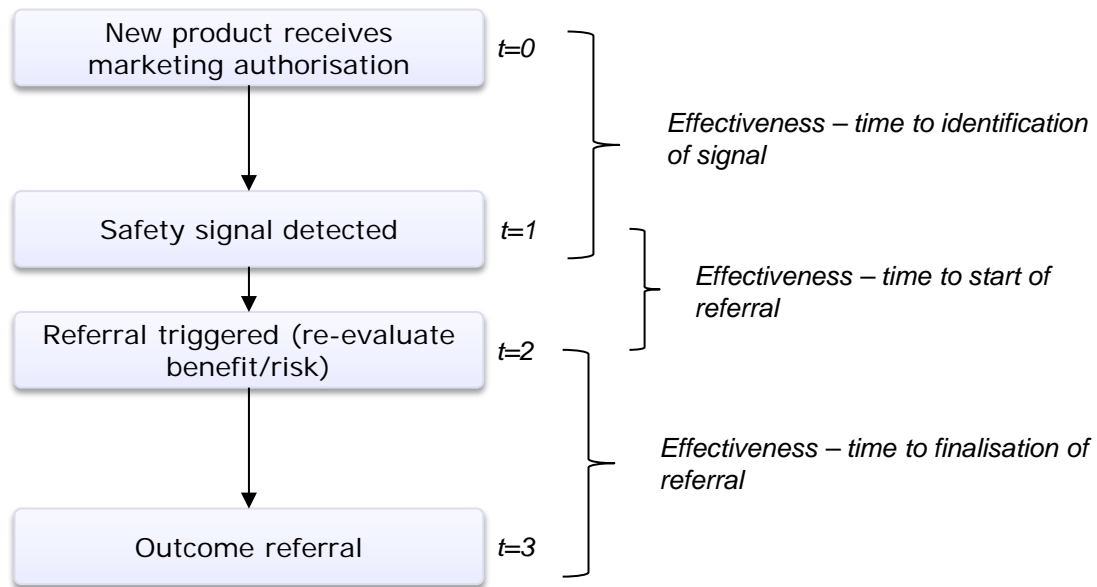 New product receives
marketing authorisation
t=0
Effectiveness – time to identification
of signal
Safety signal detected
t=1
Effectiveness – time to start of
referral
Referral triggered (re-evaluate
benefit/risk)
t=2
Effectiveness – time to finalisation of
referral
Outcome referral
t=3